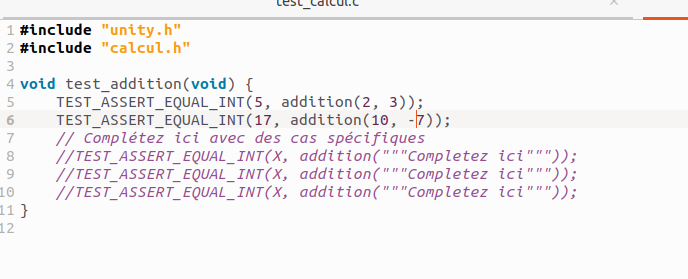 test_calcul.c
1 #include "unity.h"
2 #include "calcul.h"
3
4 void test_addition(void) {
5     TEST_ASSERT_EQUAL_INT(5, addition(2, 3));
6     TEST_ASSERT_EQUAL_INT(17, addition(10, -7));
7     // Complétez ici avec des cas spécifiques
8     //TEST_ASSERT_EQUAL_INT(X, addition("""Completez ici"""));
9     //TEST_ASSERT_EQUAL_INT(X, addition("""Completez ici"""));
10     //TEST_ASSERT_EQUAL_INT(X, addition("""Completez ici"""));
11 }
12